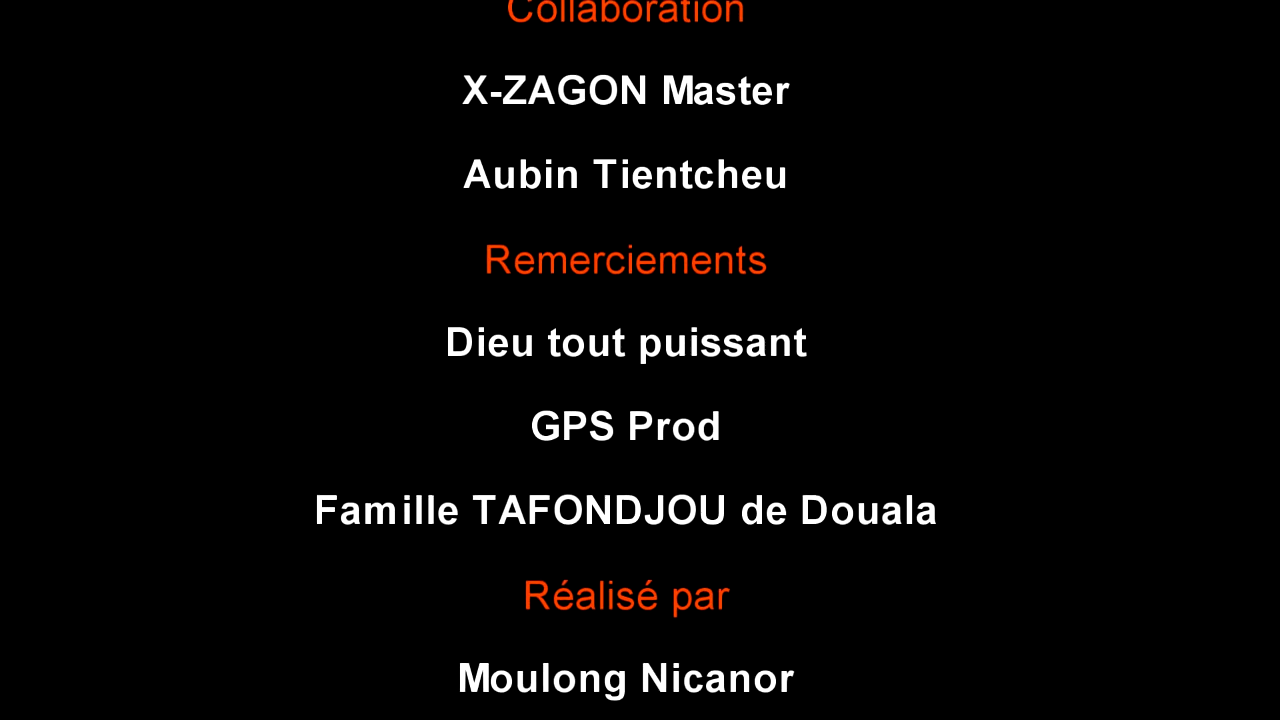 Collaboration
X-ZAGON Master
Aubin Tientcheu
Remerciements
Dieu tout puissant
GPS Prod
Famille TAFONDJOU de Douala
Réalisé par
Moulong Nicanor